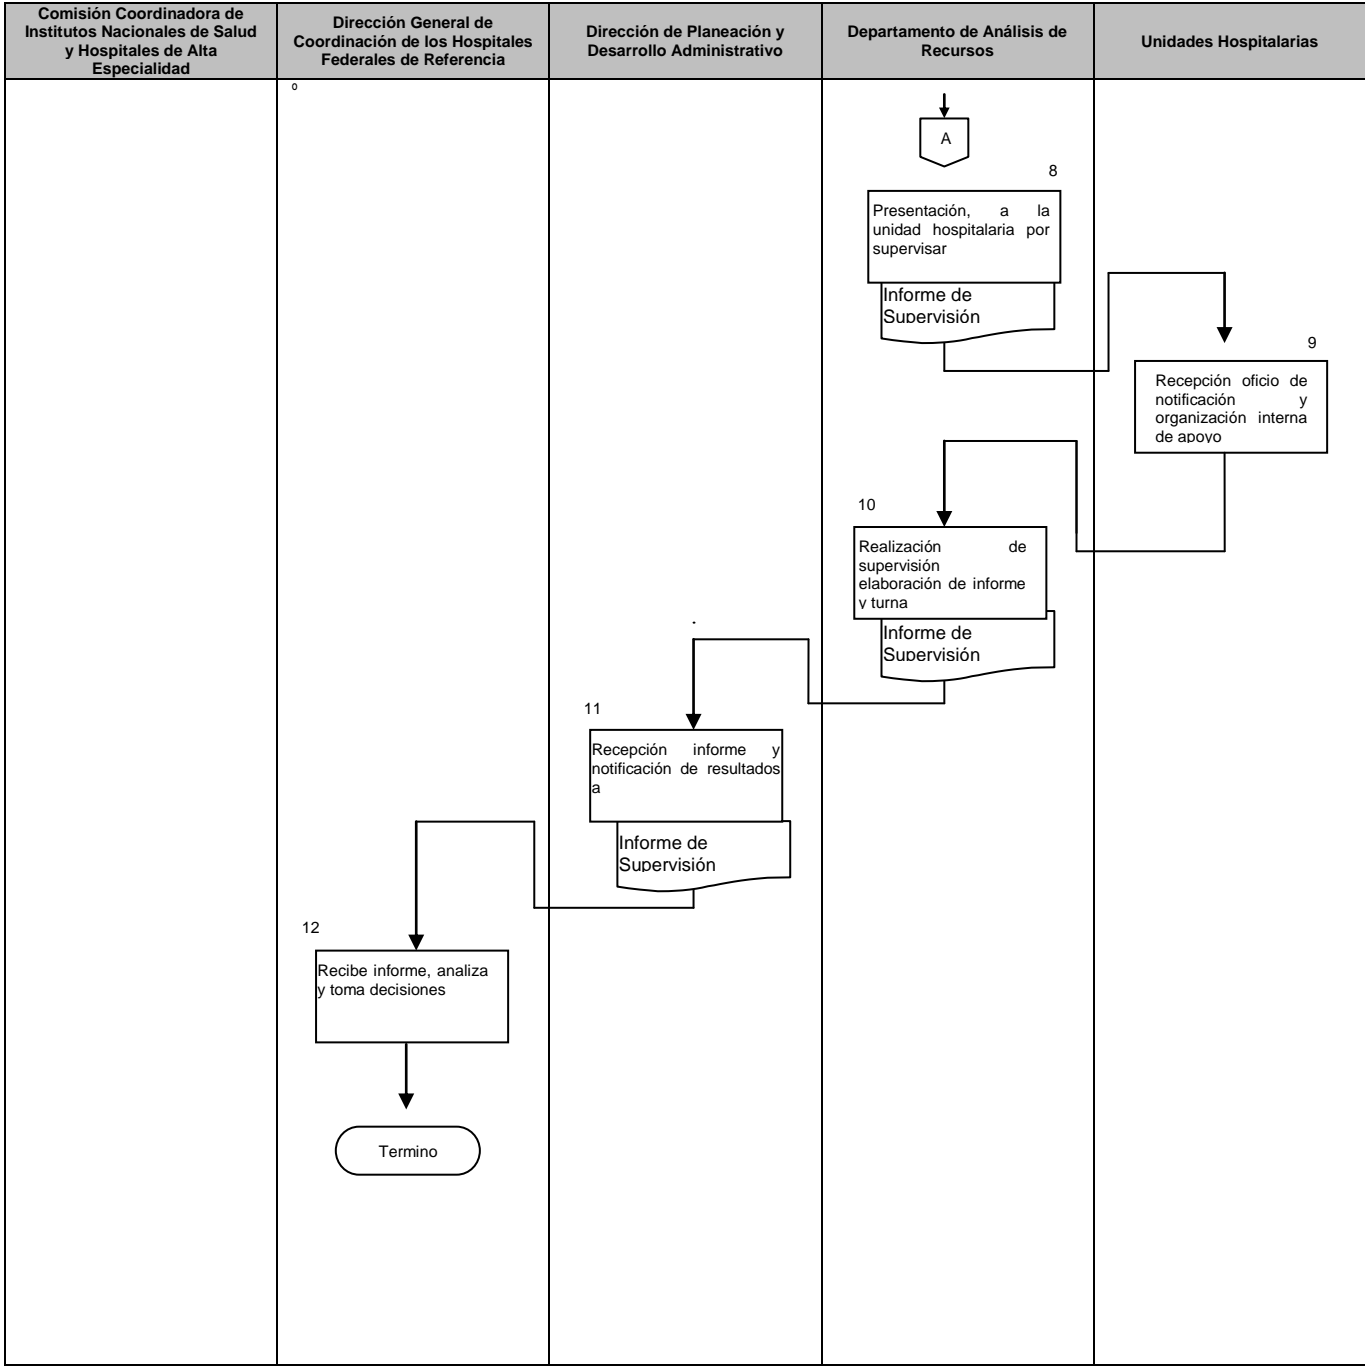 Comisión Coordinadora de
Institutos Nacionales de Salud
y Hospitales de Alta
Especialidad
Dirección General de
Coordinación de los Hospitales
Federales de Referencia
Dirección de Planeación y
Desarrollo Administrativo
Departamento de Análisis de
Recursos
Unidades Hospitalarias
o
A
8
Presentación, a la
unidad hospitalaria por
supervisar
Informe de
Supervisión
9
Recepción oficio de
notificación y
organización interna
de apoyo
10
Realización de
supervisión
elaboración de informe
y turna
Informe de
Supervisión
.
11
Recepción informe y
notificación de resultados
a
Informe de
Supervisión
12
Recibe informe, analiza
y toma decisiones
Termino